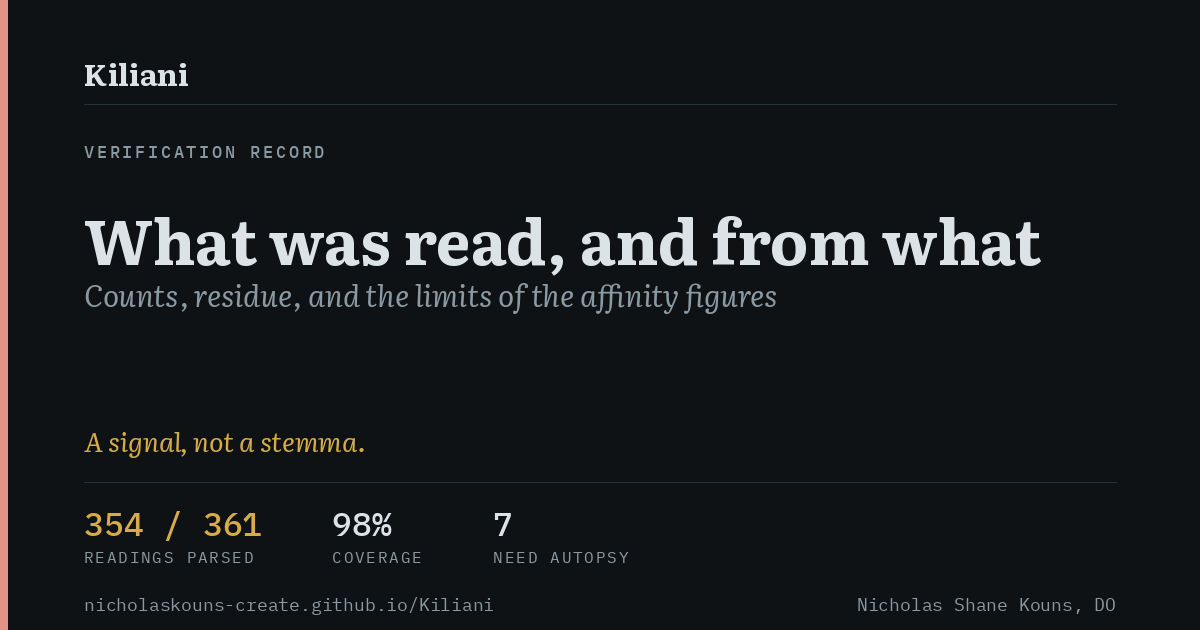 Kiliani
VERIFICATION RECORD
What was read, and from what
Counts, residue, and the limits of the affinity figures
A signal, not a stemma.
354 / 361 98% 7
READINGS PARSED COVERAGE NEED AUTOPSY
nicholaskouns-create.github.io/Kiliani Nicholas Shane Kouns, DO